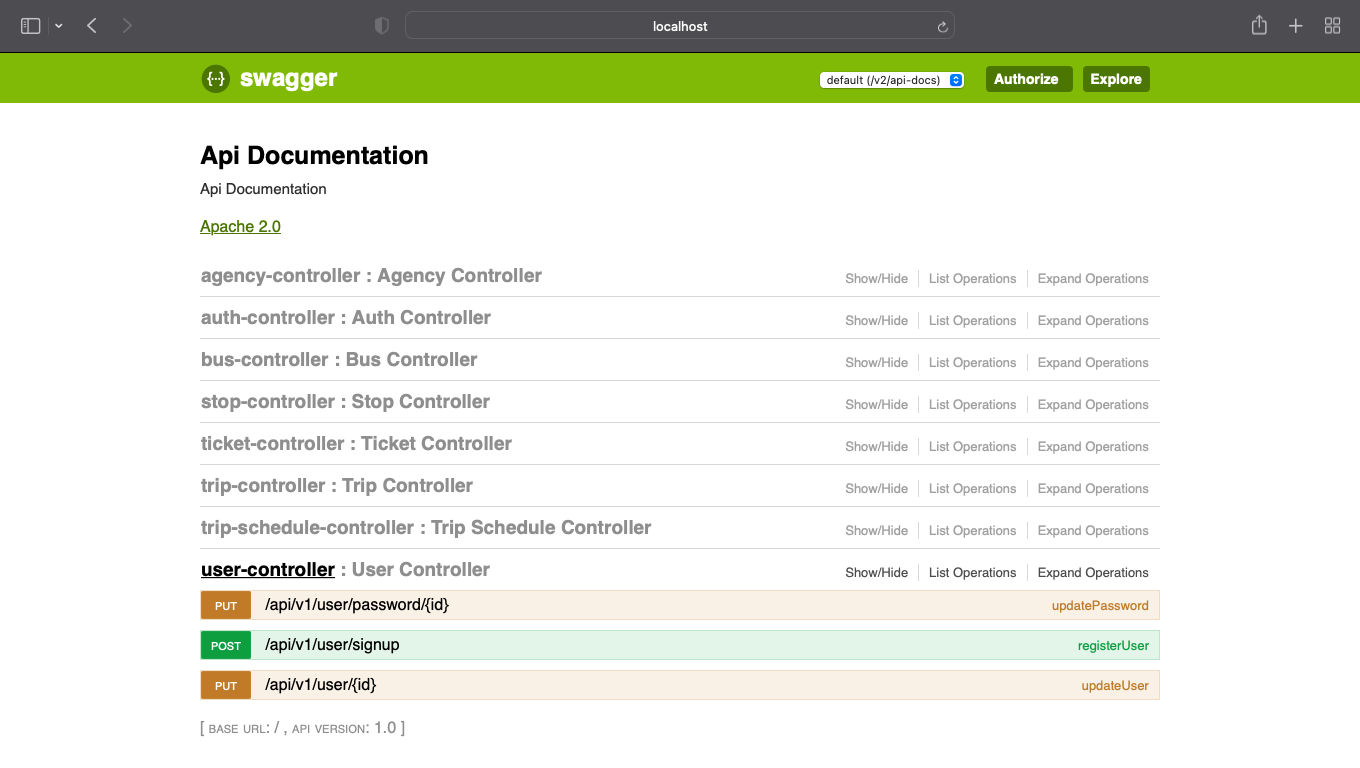 localhost
{···} swagger default (/v2/api-docs) Authorize Explore
Api Documentation
Api Documentation
Apache 2.0
agency-controller : Agency Controller Show/Hide List Operations Expand Operations
auth-controller : Auth Controller Show/Hide List Operations Expand Operations
bus-controller : Bus Controller Show/Hide List Operations Expand Operations
stop-controller : Stop Controller Show/Hide List Operations Expand Operations
ticket-controller : Ticket Controller Show/Hide List Operations Expand Operations
trip-controller : Trip Controller Show/Hide List Operations Expand Operations
trip-schedule-controller : Trip Schedule Controller Show/Hide List Operations Expand Operations
user-controller : User Controller Show/Hide List Operations Expand Operations
PUT /api/v1/user/password/{id} updatePassword
POST /api/v1/user/signup registerUser
PUT /api/v1/user/{id} updateUser
[ BASE URL: / , API VERSION: 1.0 ]